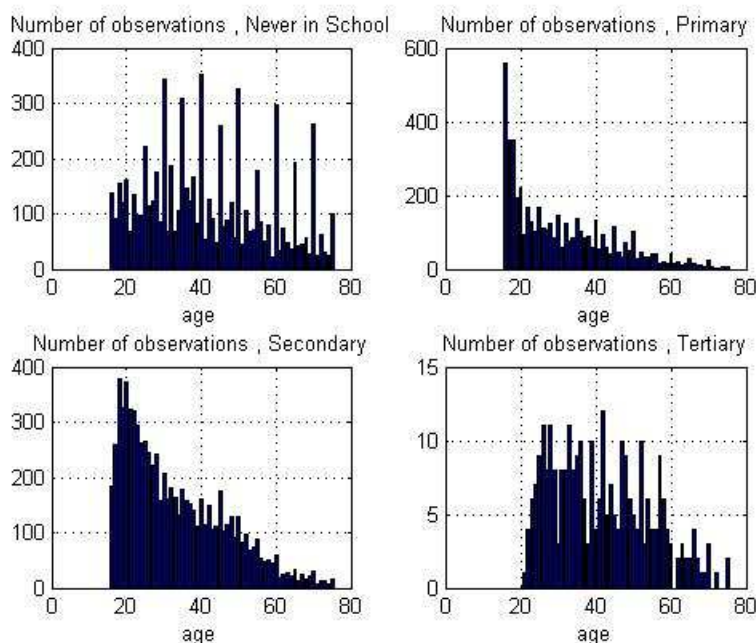 Number of observations , Never in School
400
300
200
100
0
0 20 40 60 80
age
Number of observations , Primary
600
400
200
0
0 20 40 60 80
age
Number of observations , Secondary
400
300
200
100
0
0 20 40 60 80
age
Number of observations , Tertiary
15
10
5
0
0 20 40 60 80
age